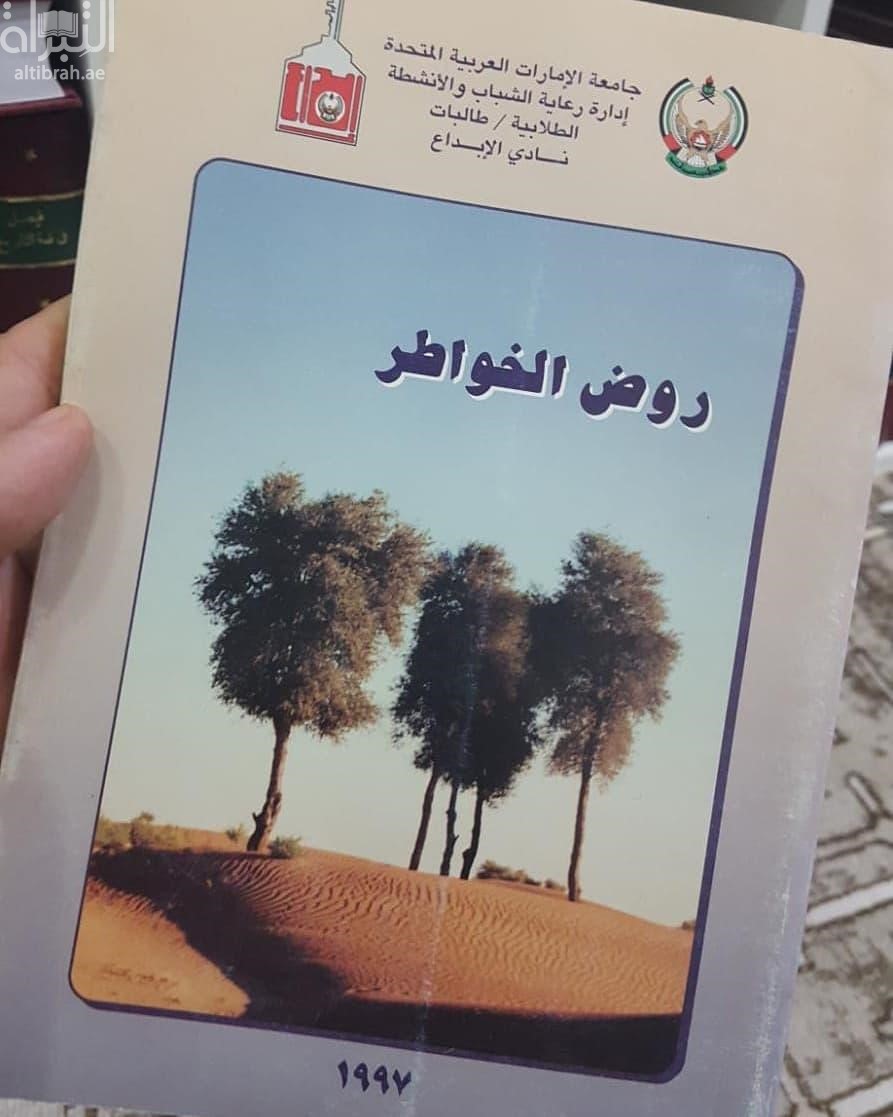 التبراة
altibrah.ae
جامعة الإمارات العربية المتحدة
إدارة رعاية الشباب والأنشطة
الطلابية / طالبات
نادي الإبداع
روض الخواطر
١٩٩٧